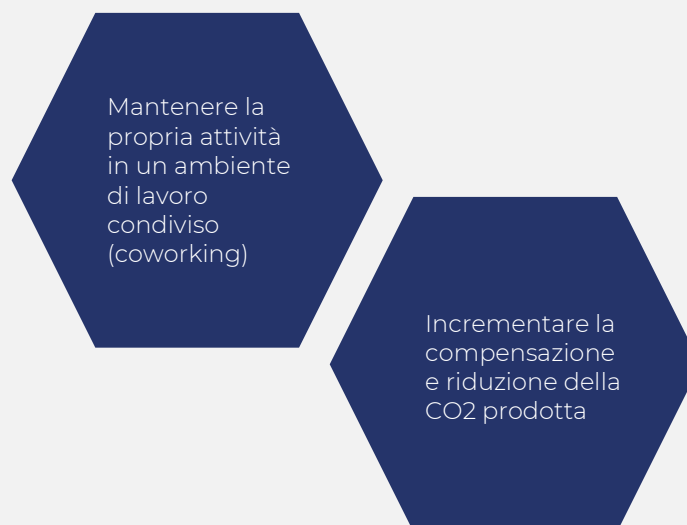 Mantenere la
propria attività
in un ambiente
di lavoro
condiviso
(coworking)
Incrementare la
compensazione
e riduzione della
CO2 prodotta